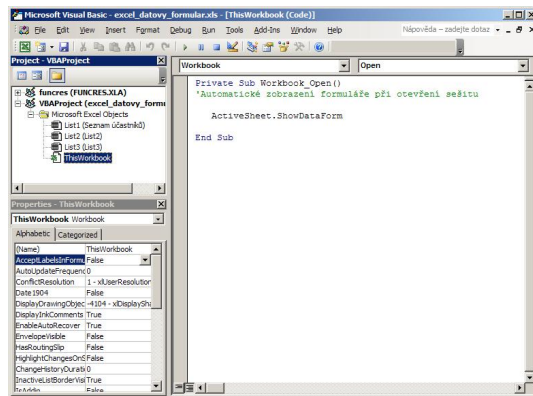 Microsoft Visual Basic - excel_datovy_formular.xls - [ThisWorkbook (Code)]
File Edit View Insert Format Debug Run Tools Add-Ins Window Help
Nápověda – zadejte dotaz
Project - VBAProject
funcres (FUNCRES.XLA)
VBAProject (excel_datovy_formu
Microsoft Excel Objects
List1 (Seznam účastníků)
List2 (List2)
List3 (List3)
ThisWorkbook
Properties - ThisWorkbook
ThisWorkbook Workbook
Alphabetic Categorized
(Name) ThisWorkbook
AcceptLabelsInFormu False
AutoUpdateFrequenc 0
ConflictResolution 1 - xlUserResolution
Date1904 False
DisplayDrawingObjec -4104 - xlDisplaySha
DisplayInkComments True
EnableAutoRecover True
EnvelopeVisible False
HasRoutingSlip False
HighlightChangesOnS False
ChangeHistoryDurati 0
InactiveListBorderVisi True
IsAddin False
Workbook
Open
Private Sub Workbook_Open()
'Automatické zobrazení formuláře při otevření sešitu
ActiveSheet.ShowDataForm
End Sub